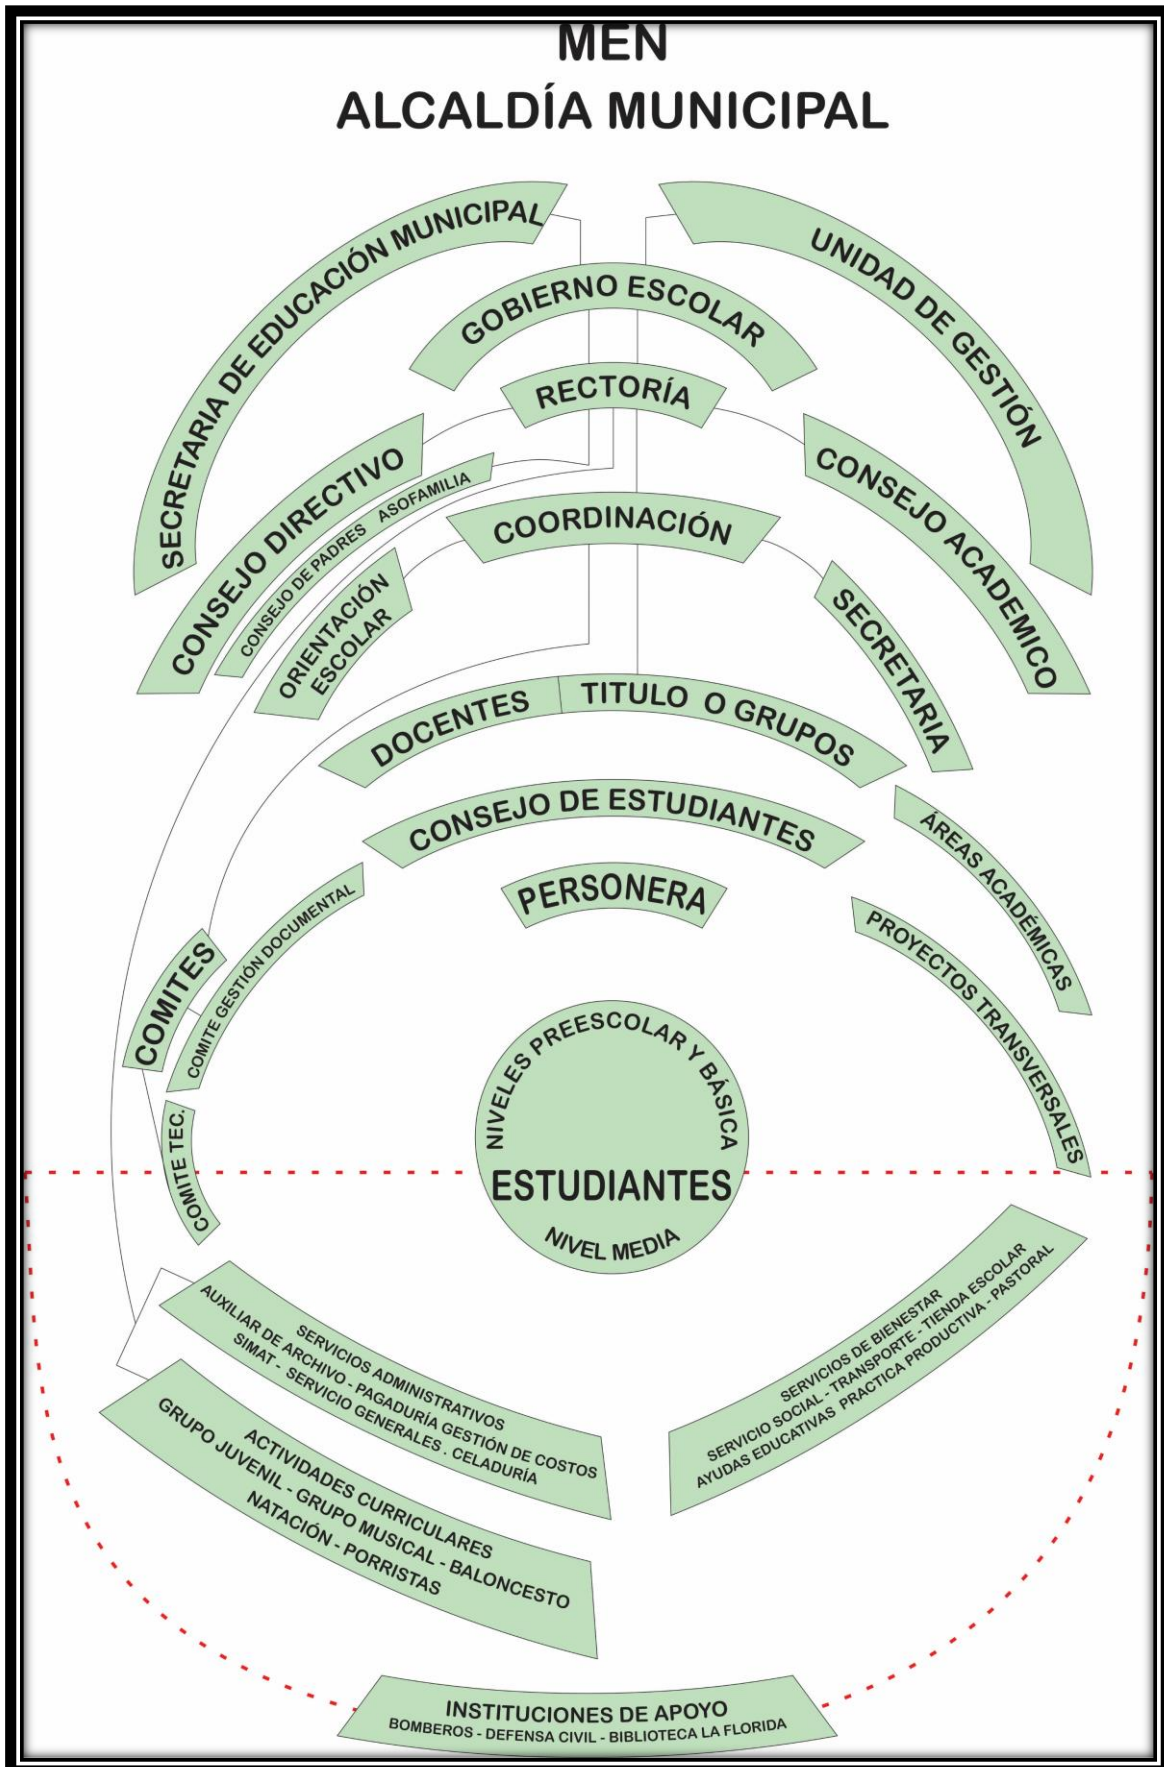 MEN
ALCALDÍA MUNICIPAL
SECRETARIA DE EDUCACIÓN MUNICIPAL
UNIDAD DE GESTIÓN
GOBIERNO ESCOLAR
RECTORÍA
CONSEJO DIRECTIVO
CONSEJO DE PADRES ASOFAMILIA
CONSEJO ACADEMICO
COORDINACIÓN
ORIENTACIÓN
ESCOLAR
SECRETARIA
DOCENTES
TITULO O GRUPOS
CONSEJO DE ESTUDIANTES
PERSONERA
ÁREAS ACADÉMICAS
PROYECTOS TRANSVERSALES
COMITES
COMITE GESTIÓN DOCUMENTAL
COMITE TEC.
NIVELES PREESCOLAR Y BÁSICA
ESTUDIANTES
NIVEL MEDIA
SERVICIOS ADMINISTRATIVOS
AUXILIAR DE ARCHIVO - PAGADURÍA GESTIÓN DE COSTOS
SIMAT - SERVICIO GENERALES . CELADURÍA
SERVICIOS DE BIENESTAR
SERVICIO SOCIAL - TRANSPORTE - TIENDA ESCOLAR
AYUDAS EDUCATIVAS PRACTICA PRODUCTIVA - PASTORAL
ACTIVIDADES CURRICULARES
GRUPO JUVENIL - GRUPO MUSICAL - BALONCESTO
NATACIÓN - PORRISTAS
INSTITUCIONES DE APOYO
BOMBEROS - DEFENSA CIVIL - BIBLIOTECA LA FLORIDA